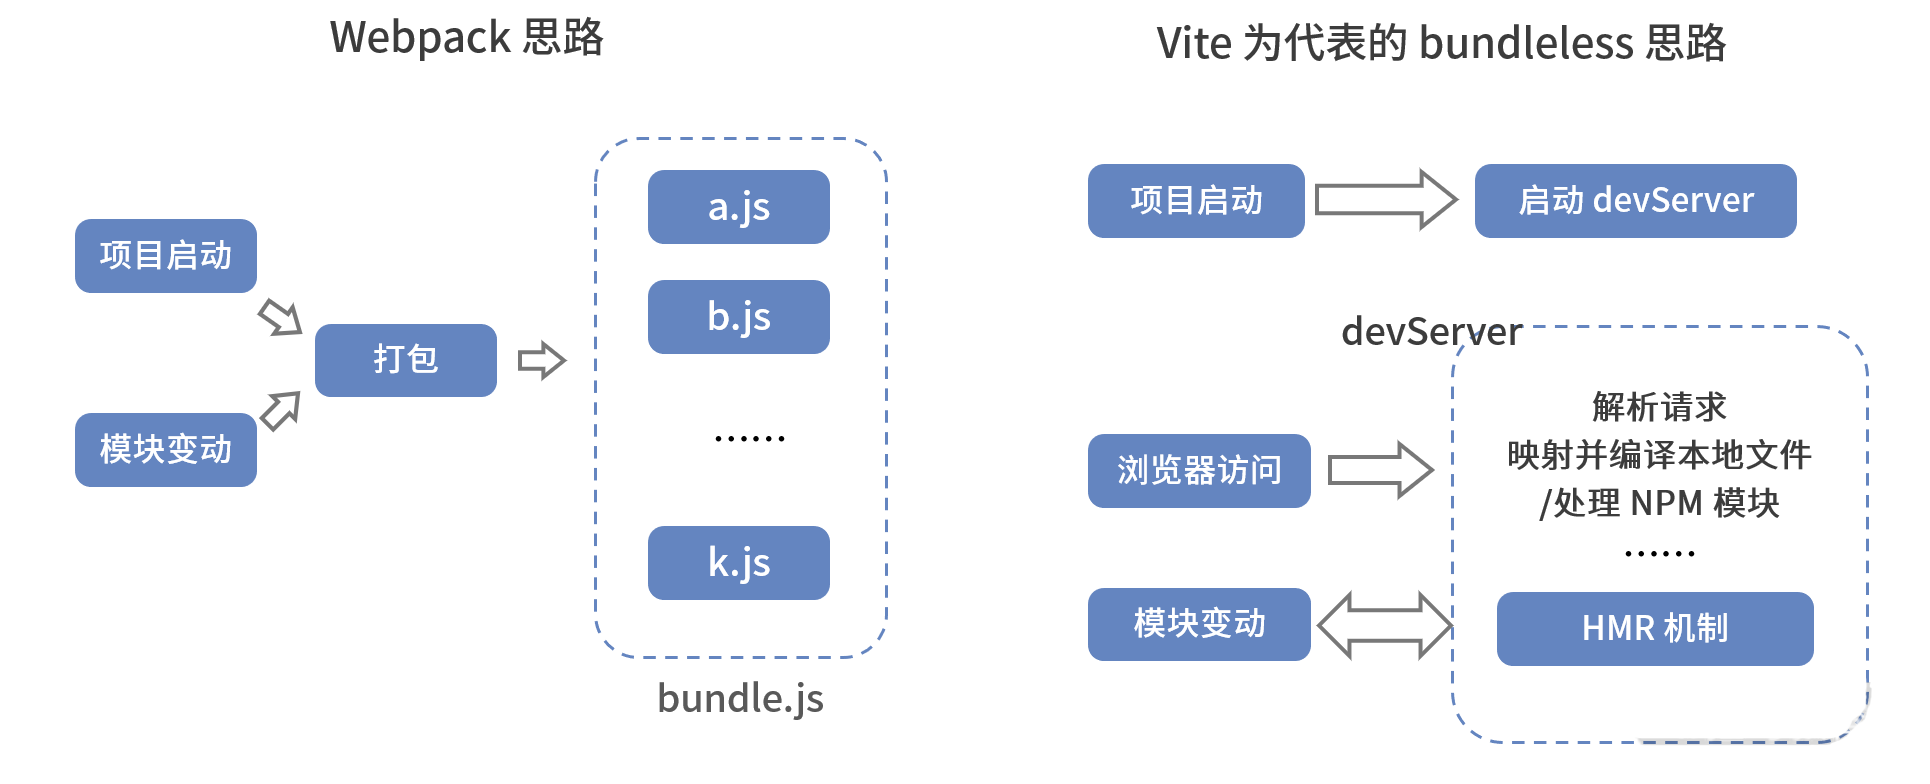 Webpack 思路
项目启动
模块变动
打包
a.js
b.js
……
k.js
bundle.js
Vite 为代表的 bundleless 思路
项目启动
启动 devServer
devServer
浏览器访问
解析请求
映射并编译本地文件
/处理 NPM 模块
……
模块变动
HMR 机制